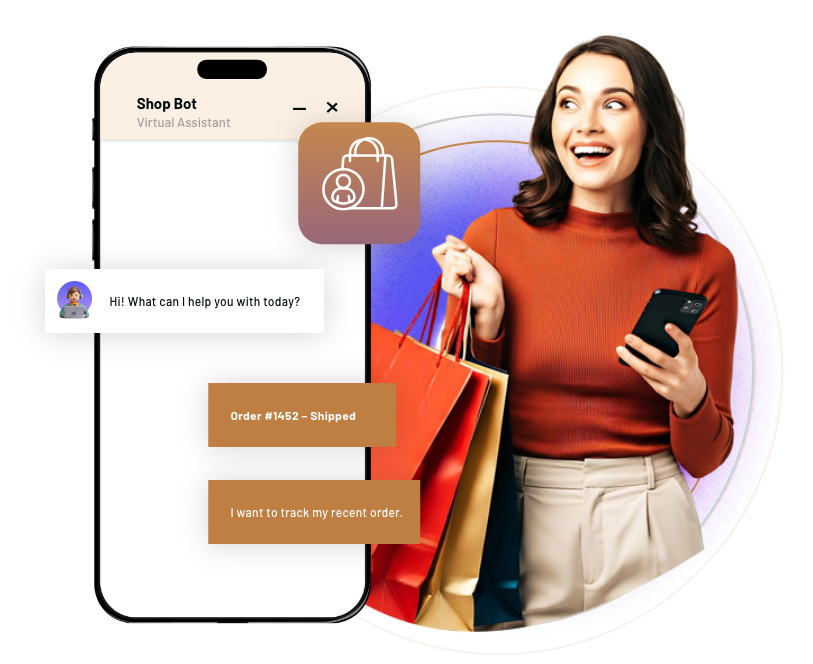 Shop Bot
Virtual Assistant
Hi! What can I help you with today?
Order #1452 – Shipped
I want to track my recent order.